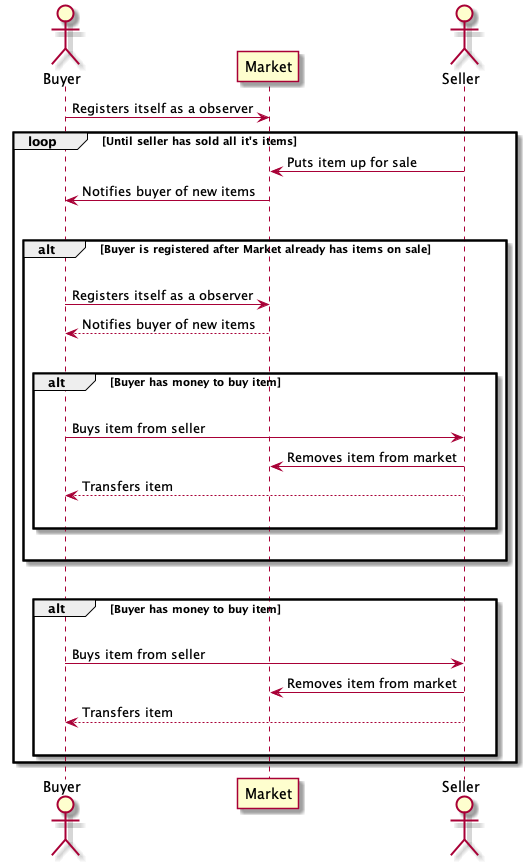 Buyer
Market
Seller
Registers itself as a observer
loop [Until seller has sold all it's items]
Puts item up for sale
Notifies buyer of new items
alt [Buyer is registered after Market already has items on sale]
Registers itself as a observer
Notifies buyer of new items
alt [Buyer has money to buy item]
Buys item from seller
Removes item from market
Transfers item
alt [Buyer has money to buy item]
Buys item from seller
Removes item from market
Transfers item
Buyer
Market
Seller